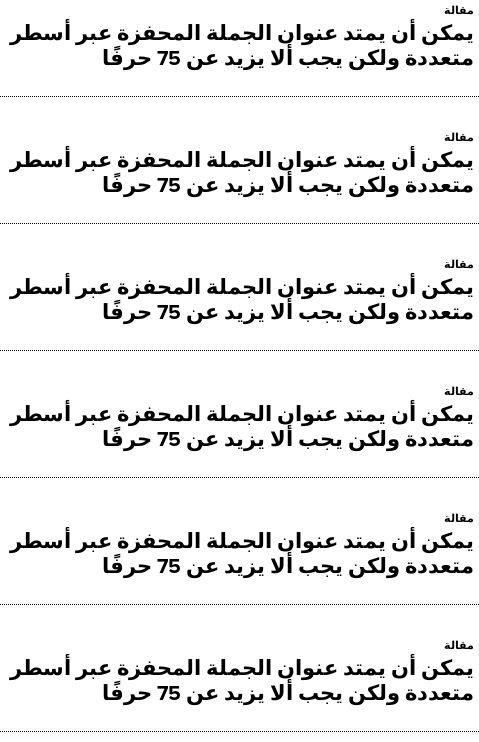 مقالة
يمكن أن يمتد عنوان الجملة المحفزة عبر أسطر
متعددة ولكن يجب ألا يزيد عن 75 حرفًا
مقالة
يمكن أن يمتد عنوان الجملة المحفزة عبر أسطر
متعددة ولكن يجب ألا يزيد عن 75 حرفًا
مقالة
يمكن أن يمتد عنوان الجملة المحفزة عبر أسطر
متعددة ولكن يجب ألا يزيد عن 75 حرفًا
مقالة
يمكن أن يمتد عنوان الجملة المحفزة عبر أسطر
متعددة ولكن يجب ألا يزيد عن 75 حرفًا
مقالة
يمكن أن يمتد عنوان الجملة المحفزة عبر أسطر
متعددة ولكن يجب ألا يزيد عن 75 حرفًا
مقالة
يمكن أن يمتد عنوان الجملة المحفزة عبر أسطر
متعددة ولكن يجب ألا يزيد عن 75 حرفًا